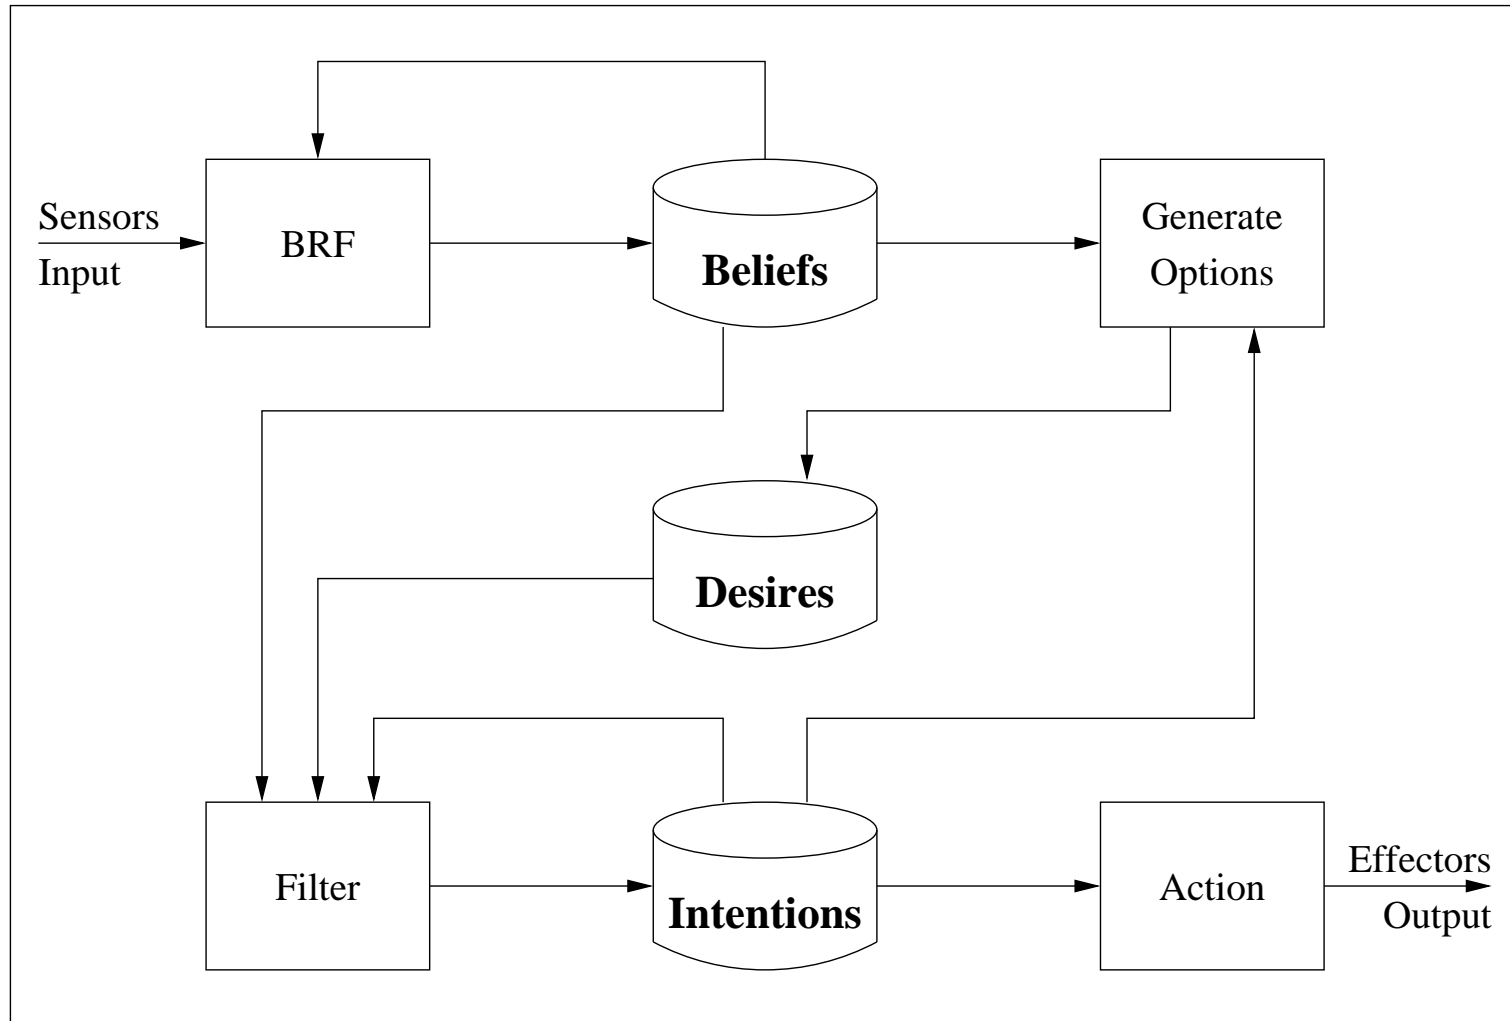 Sensors
Input
BRF
Beliefs
Generate
Options
Desires
Filter
Intentions
Action
Effectors
Output